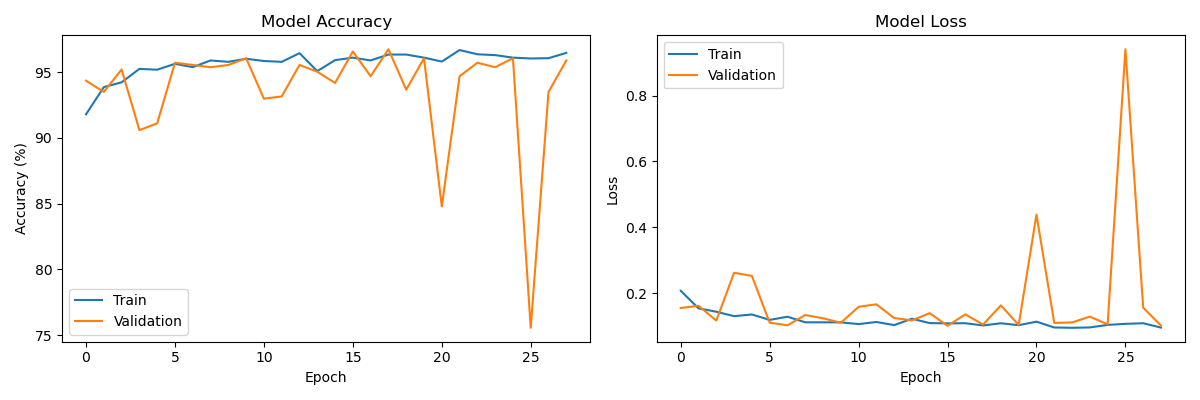 Model Accuracy
Accuracy (%)
95
90
85
80
75
0 5 10 15 20 25
Epoch
Train
Validation
Model Loss
Loss
0.8
0.6
0.4
0.2
0 5 10 15 20 25
Epoch
Train
Validation